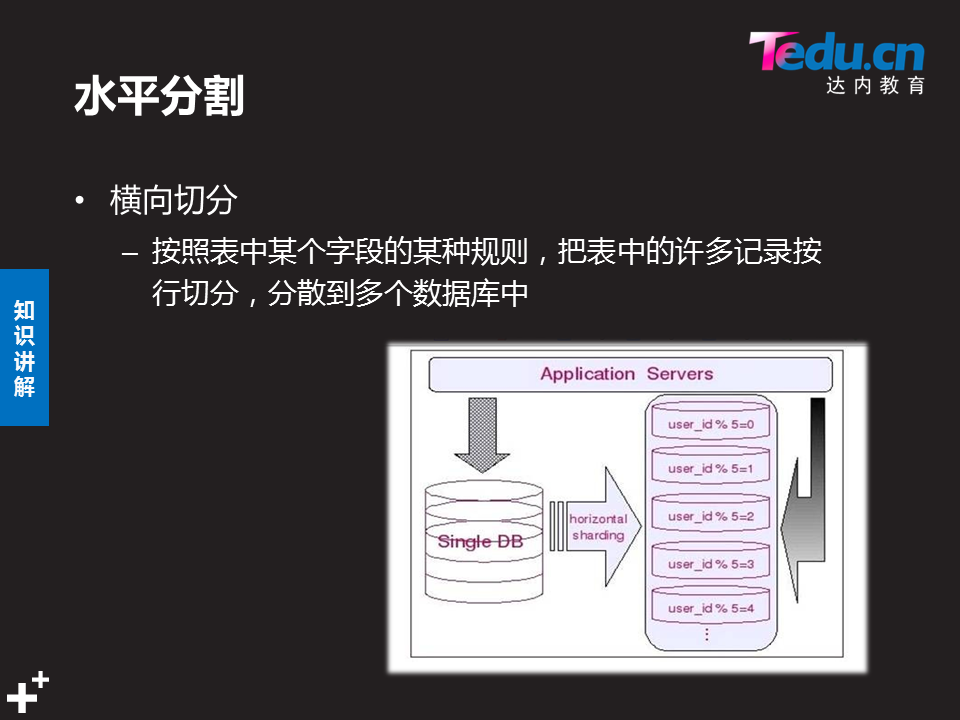 Tedu.cn
达内教育
水平分割
• 横向切分
– 按照表中某个字段的某种规则，把表中的许多记录按
行切分，分散到多个数据库中
知
识
讲
解
Application Servers
user_id % 5=0
user_id % 5=1
user_id % 5=2
user_id % 5=3
user_id % 5=4
⋮
Single DB
horizontal
sharding